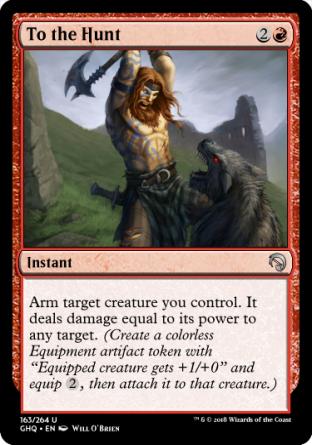 To the Hunt 2
Instant
Arm target creature you control. It
deals damage equal to its power to
any target. (Create a colorless
Equipment artifact token with
“Equipped creature gets +1/+0” and
equip 2, then attach it to that creature.)
163/264 U
GHQ • EN Will O'Brien
™ & © 2018 Wizards of the Coast